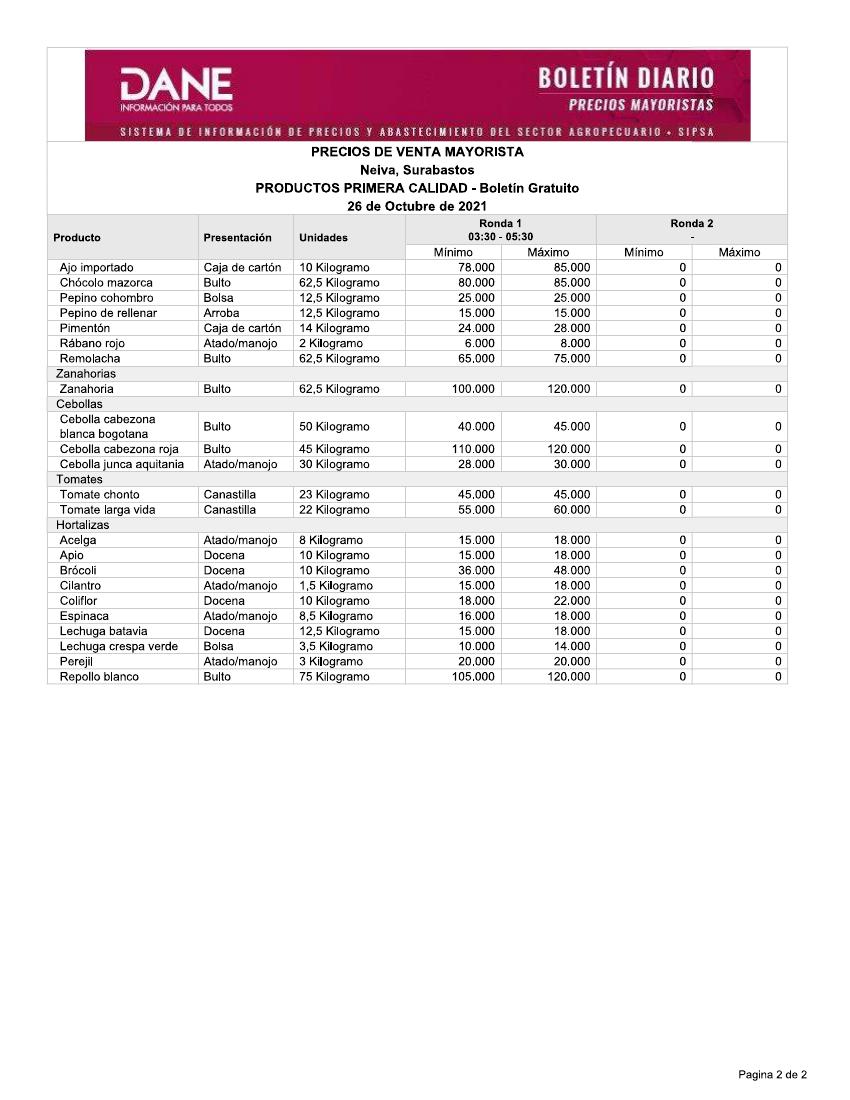 DANE
INFORMACIÓN PARA TODOS
BOLETÍN DIARIO
PRECIOS MAYORISTAS
SISTEMA DE INFORMACIÓN DE PRECIOS Y ABASTECIMIENTO DEL SECTOR AGROPECUARIO • SIPSA
PRECIOS DE VENTA MAYORISTA
Neiva, Surabastos
PRODUCTOS PRIMERA CALIDAD - Boletín Gratuito
26 de Octubre de 2021
Producto Presentación Unidades Ronda 1 Ronda 2
03:30 - 05:30 -
Mínimo Máximo Mínimo Máximo
Ajo importado Caja de cartón 10 Kilogramo 78.000 85.000 0 0
Chócolo mazorca Bulto 62,5 Kilogramo 80.000 85.000 0 0
Pepino cohombro Bolsa 12,5 Kilogramo 25.000 25.000 0 0
Pepino de rellenar Arroba 12,5 Kilogramo 15.000 15.000 0 0
Pimentón Caja de cartón 14 Kilogramo 24.000 28.000 0 0
Rábano rojo Atado/manojo 2 Kilogramo 6.000 8.000 0 0
Remolacha Bulto 62,5 Kilogramo 65.000 75.000 0 0
Zanahorias
Zanahoria Bulto 62,5 Kilogramo 100.000 120.000 0 0
Cebollas
Cebolla cabezona
blanca bogotana Bulto 50 Kilogramo 40.000 45.000 0 0
Cebolla cabezona roja Bulto 45 Kilogramo 110.000 120.000 0 0
Cebolla junca aquitania Atado/manojo 30 Kilogramo 28.000 30.000 0 0
Tomates
Tomate chonto Canastilla 23 Kilogramo 45.000 45.000 0 0
Tomate larga vida Canastilla 22 Kilogramo 55.000 60.000 0 0
Hortalizas
Acelga Atado/manojo 8 Kilogramo 15.000 18.000 0 0
Apio Docena 10 Kilogramo 15.000 18.000 0 0
Brócoli Docena 10 Kilogramo 36.000 48.000 0 0
Cilantro Atado/manojo 1,5 Kilogramo 15.000 18.000 0 0
Coliflor Docena 10 Kilogramo 18.000 22.000 0 0
Espinaca Atado/manojo 8,5 Kilogramo 16.000 18.000 0 0
Lechuga batavia Docena 12,5 Kilogramo 15.000 18.000 0 0
Lechuga crespa verde Bolsa 3,5 Kilogramo 10.000 14.000 0 0
Perejil Atado/manojo 3 Kilogramo 20.000 20.000 0 0
Repollo blanco Bulto 75 Kilogramo 105.000 120.000 0 0
Pagina 2 de 2